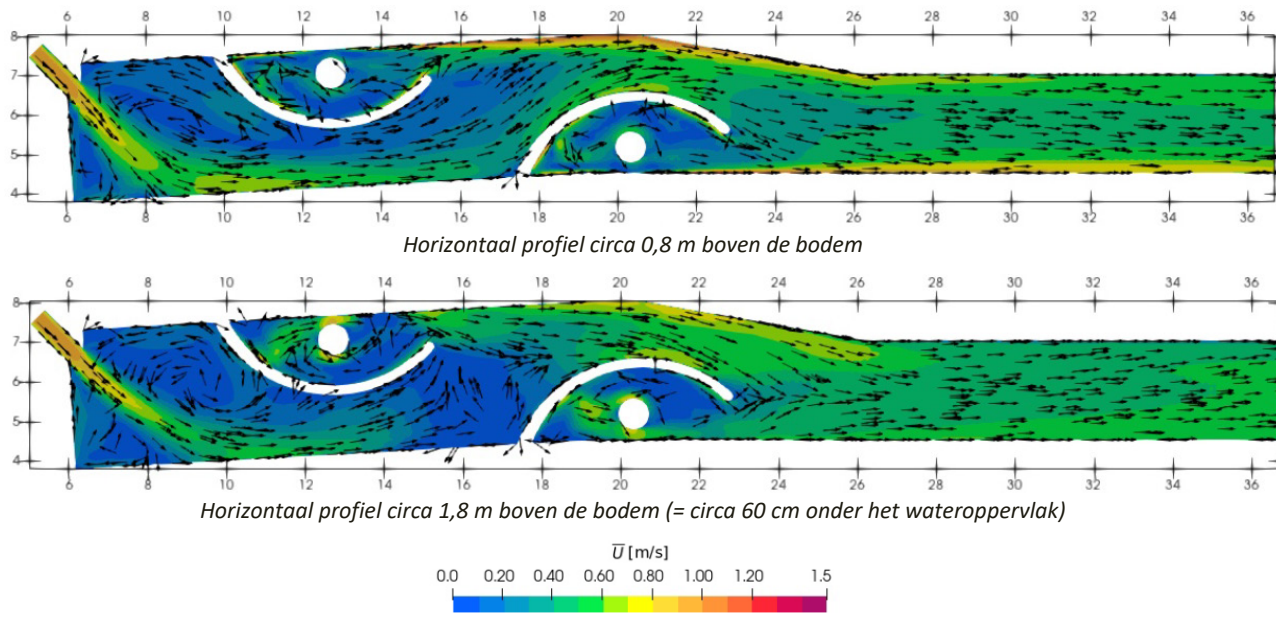 6 8 10 12 14 16 18 20 22 24 26 28 30 32 34 36
8
7
6
5
4
6 8 10 12 14 16 18 20 22 24 26 28 30 32 34 36
Horizontaal profiel circa 0,8 m boven de bodem
6 8 10 12 14 16 18 20 22 24 26 28 30 32 34 36
8
7
6
5
4
6 8 10 12 14 16 18 20 22 24 26 28 30 32 34 36
Horizontaal profiel circa 1,8 m boven de bodem (= circa 60 cm onder het wateroppervlak)
U̅ [m/s]
0.0 0.20 0.40 0.60 0.80 1.00 1.20 1.5